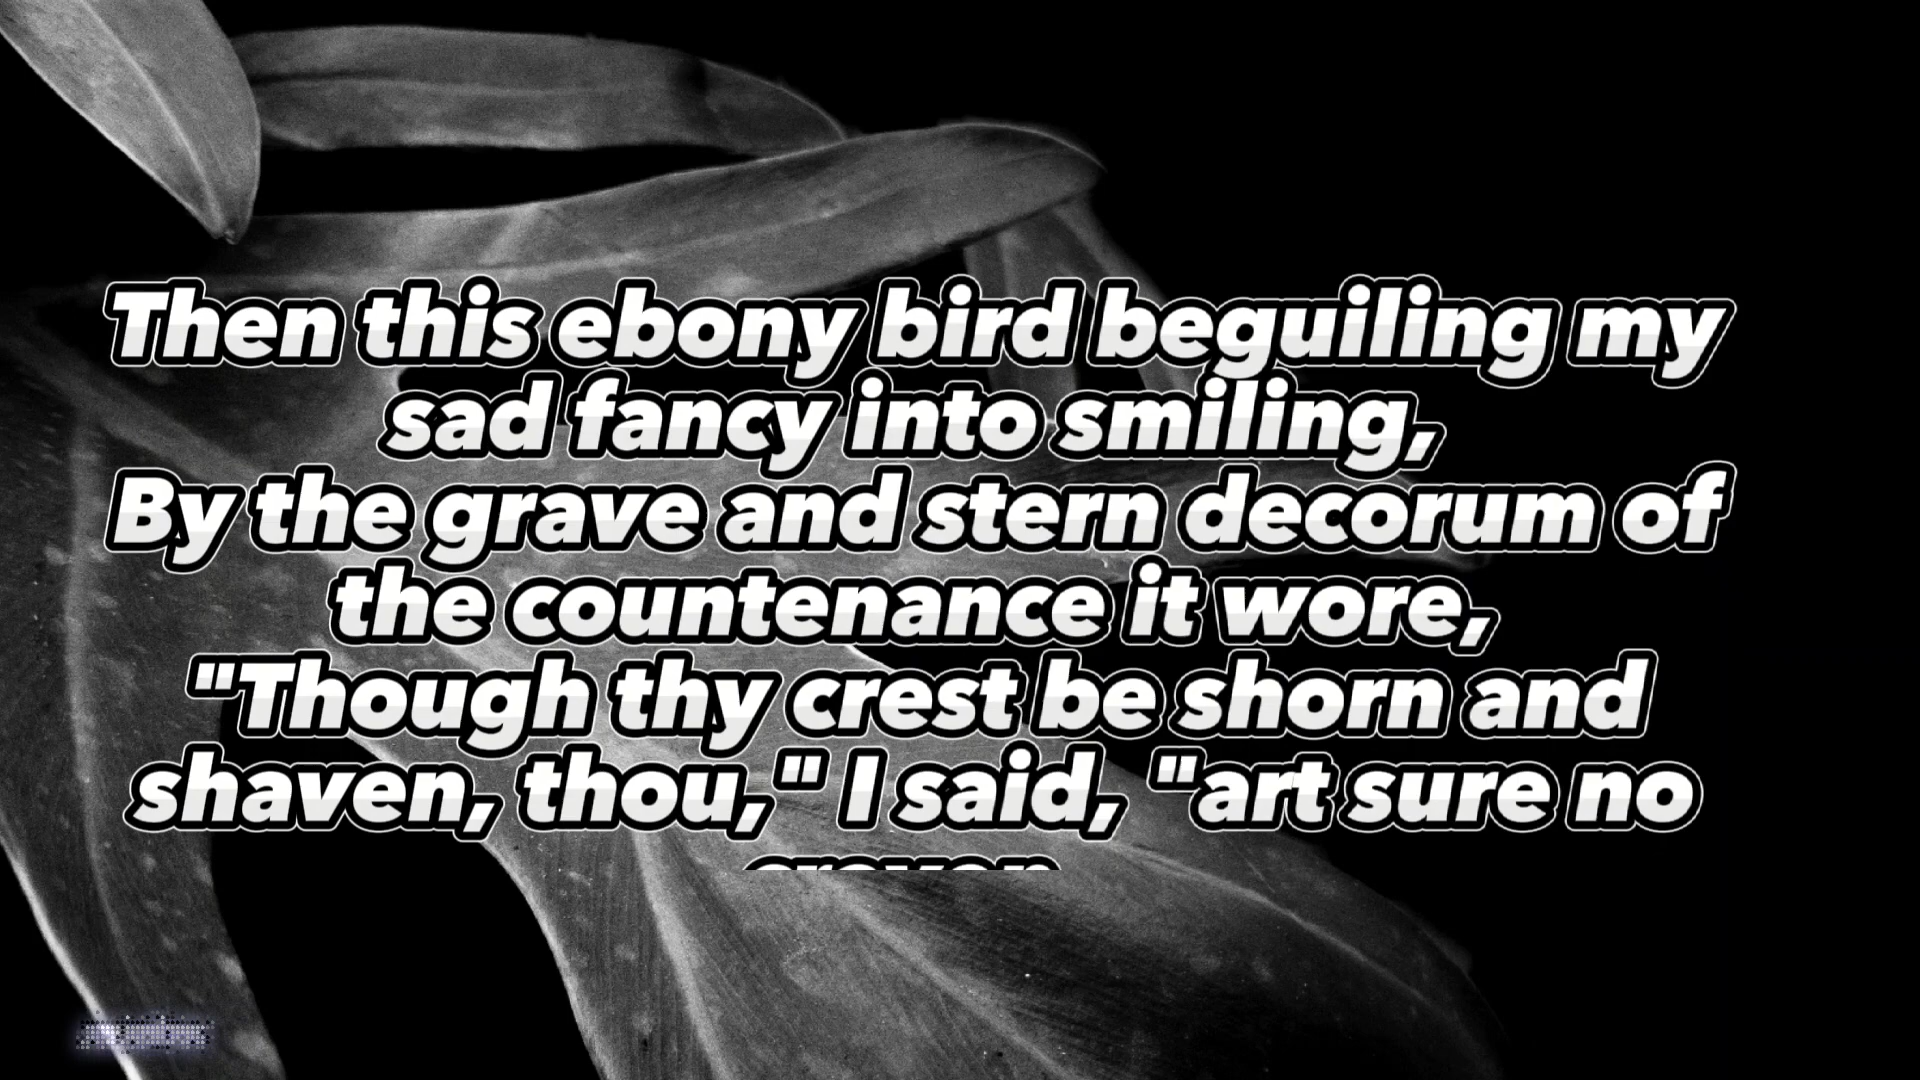 Then this ebony bird beguiling my
sad fancy into smiling,
By the grave and stern decorum of
the countenance it wore,
"Though thy crest be shorn and
shaven, thou," I said, "art sure no